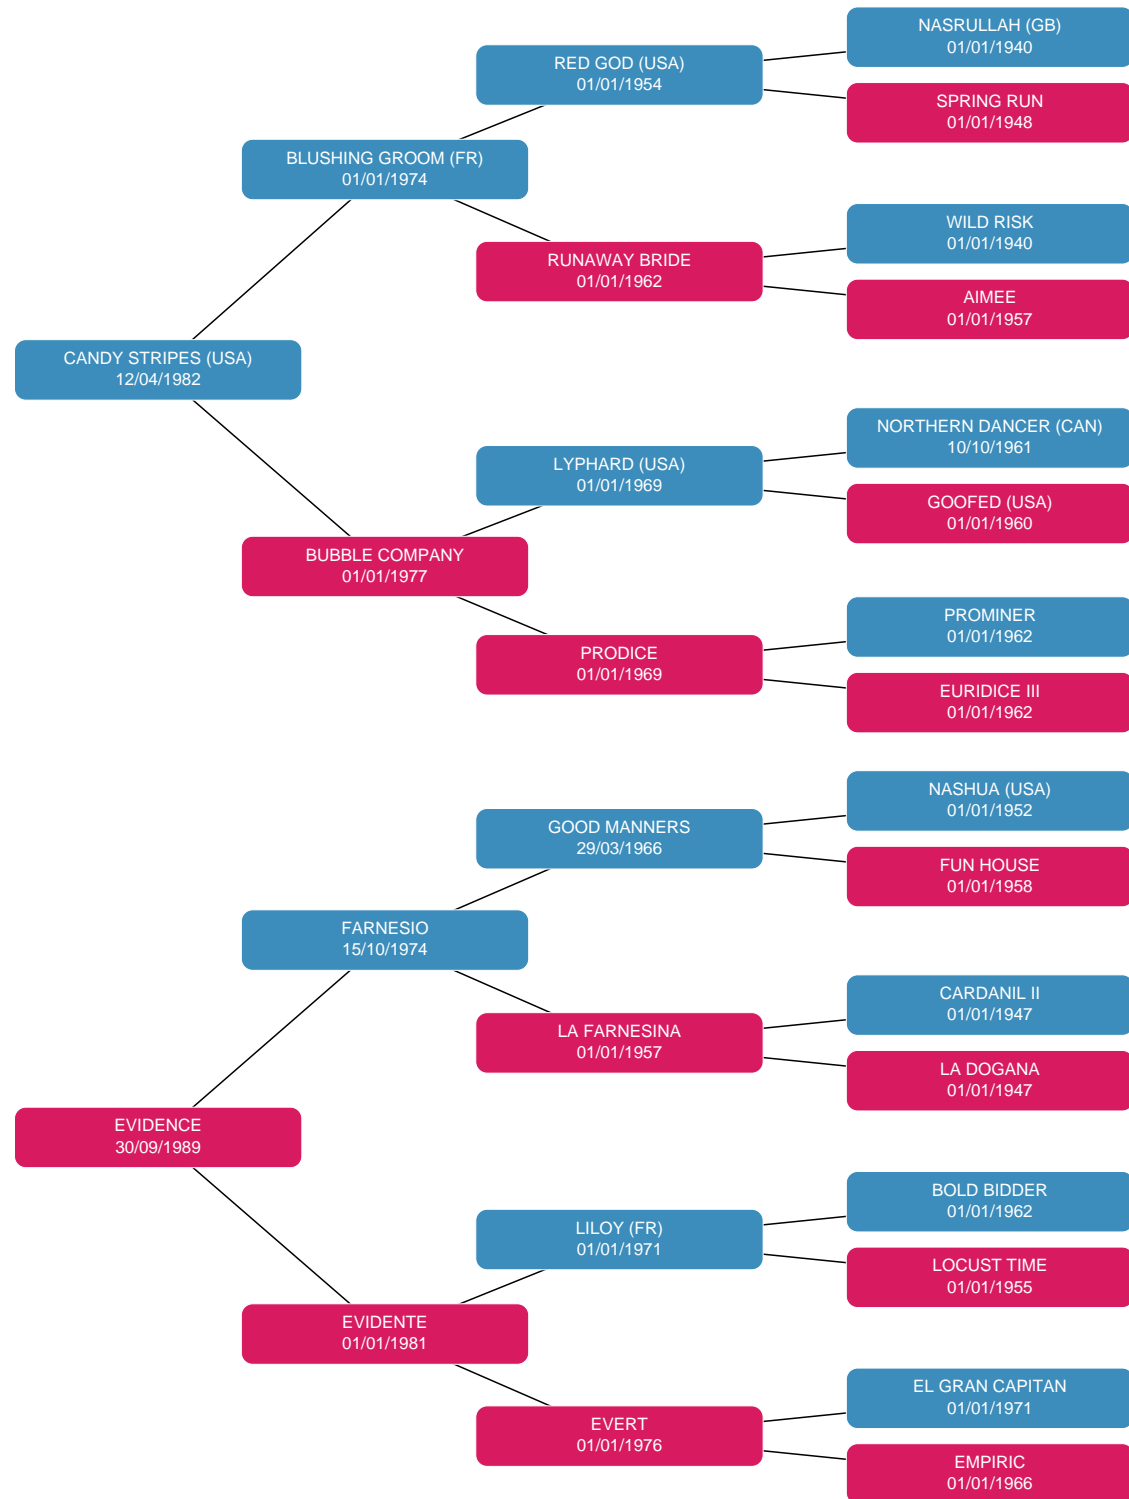 NASRULLAH (GB)
01/01/1940
RED GOD (USA)
01/01/1954
SPRING RUN
01/01/1948
BLUSHING GROOM (FR)
01/01/1974
WILD RISK
01/01/1940
RUNAWAY BRIDE
01/01/1962
AIMEE
01/01/1957
CANDY STRIPES (USA)
12/04/1982
NORTHERN DANCER (CAN)
10/10/1961
LYPHARD (USA)
01/01/1969
GOOFED (USA)
01/01/1960
BUBBLE COMPANY
01/01/1977
PROMINER
01/01/1962
PRODICE
01/01/1969
EURIDICE III
01/01/1962
NASHUA (USA)
01/01/1952
GOOD MANNERS
29/03/1966
FUN HOUSE
01/01/1958
FARNESIO
15/10/1974
CARDANIL II
01/01/1947
LA FARNESINA
01/01/1957
LA DOGANA
01/01/1947
EVIDENCE
30/09/1989
BOLD BIDDER
01/01/1962
LILOY (FR)
01/01/1971
LOCUST TIME
01/01/1955
EVIDENTE
01/01/1981
EL GRAN CAPITAN
01/01/1971
EVERT
01/01/1976
EMPIRIC
01/01/1966